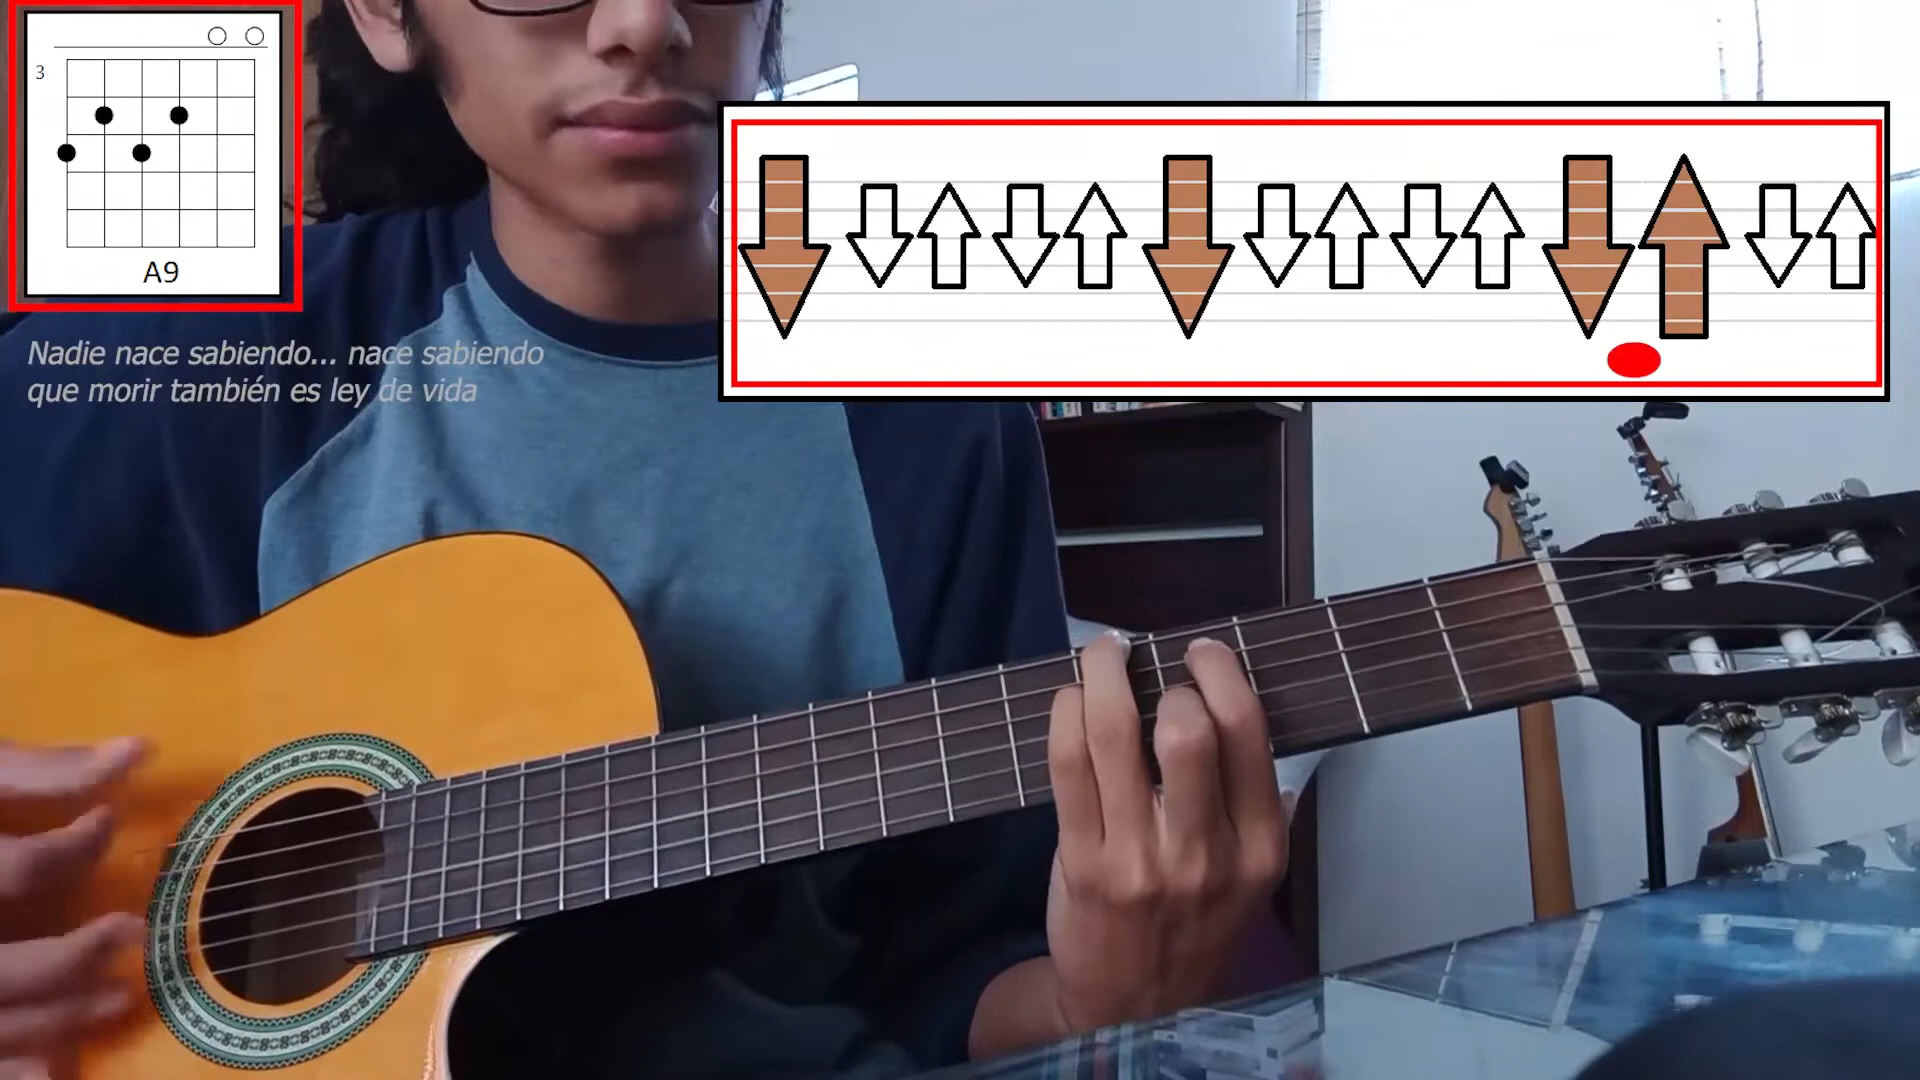 3
A9
Nadie nace sabiendo... nace sabiendo
que morir también es ley de vida